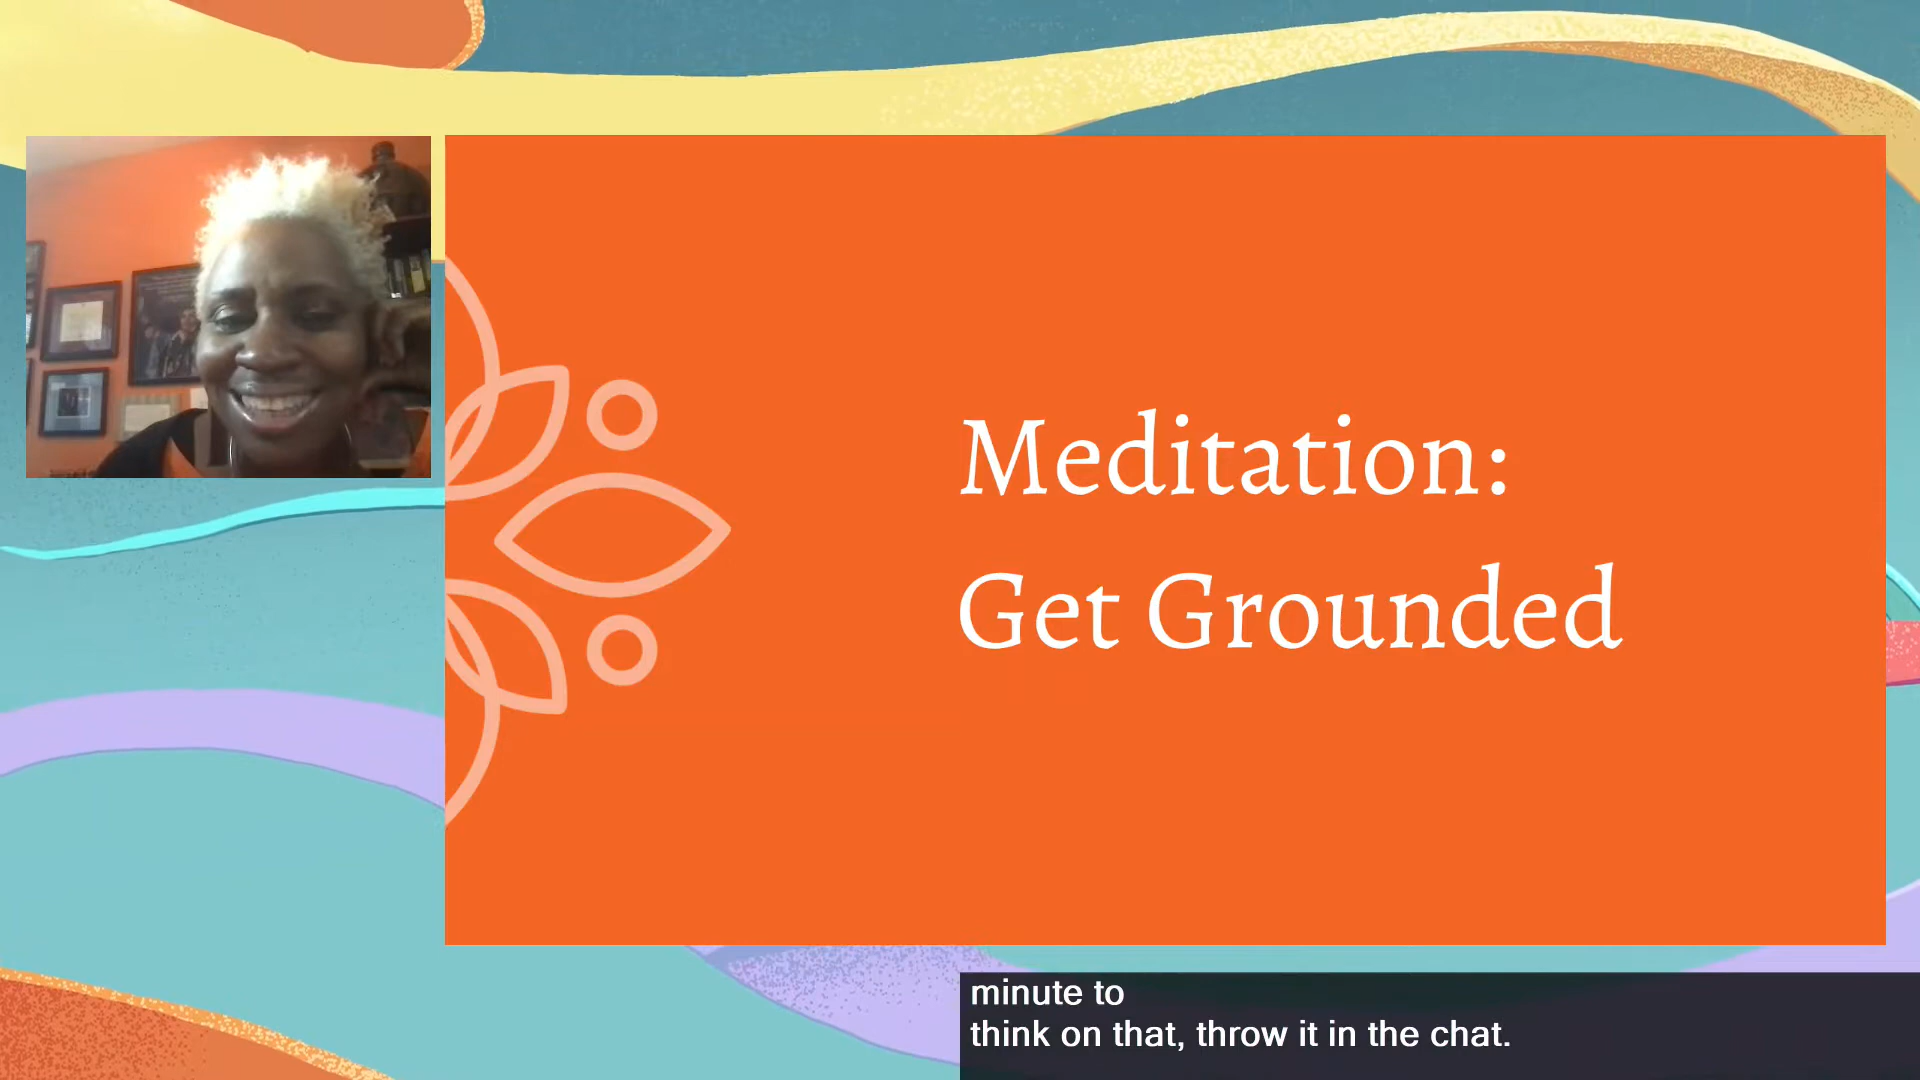 Meditation:
Get Grounded
minute to
think on that, throw it in the chat.